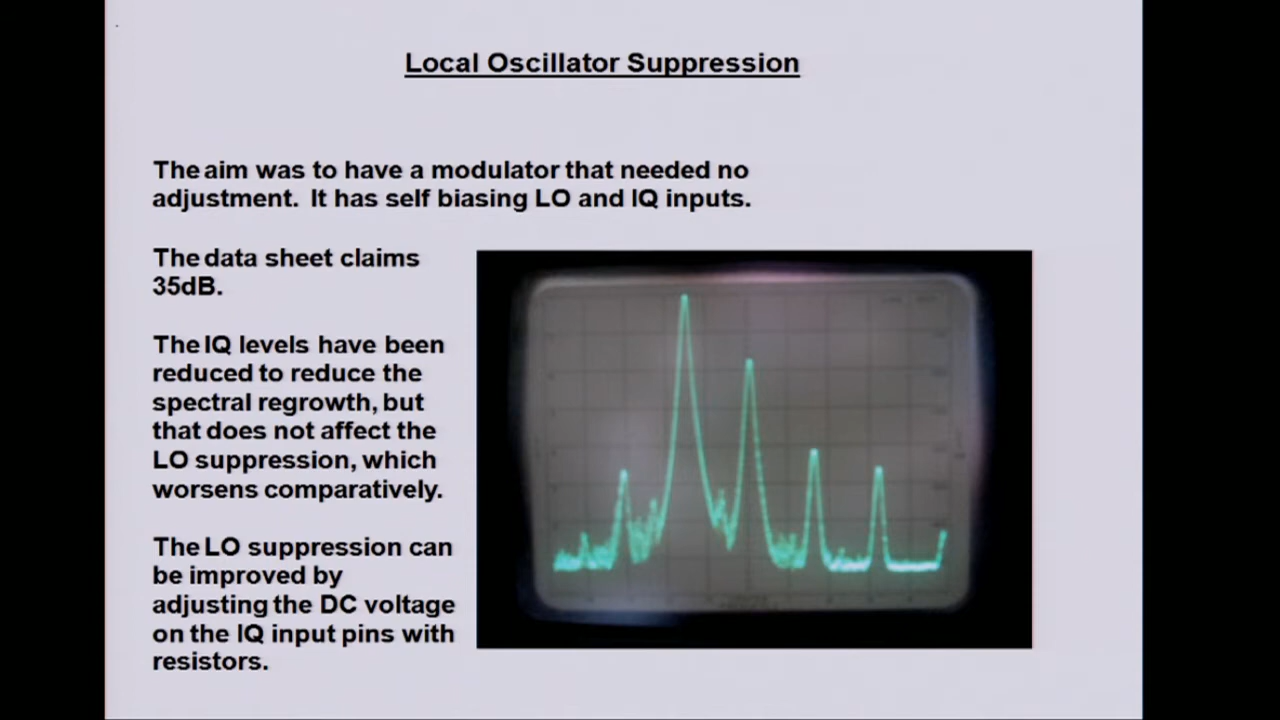 Local Oscillator Suppression
The aim was to have a modulator that needed no
adjustment. It has self biasing LO and IQ inputs.
The data sheet claims
35dB.
The IQ levels have been
reduced to reduce the
spectral regrowth, but
that does not affect the
LO suppression, which
worsens comparatively.
The LO suppression can
be improved by
adjusting the DC voltage
on the IQ input pins with
resistors.